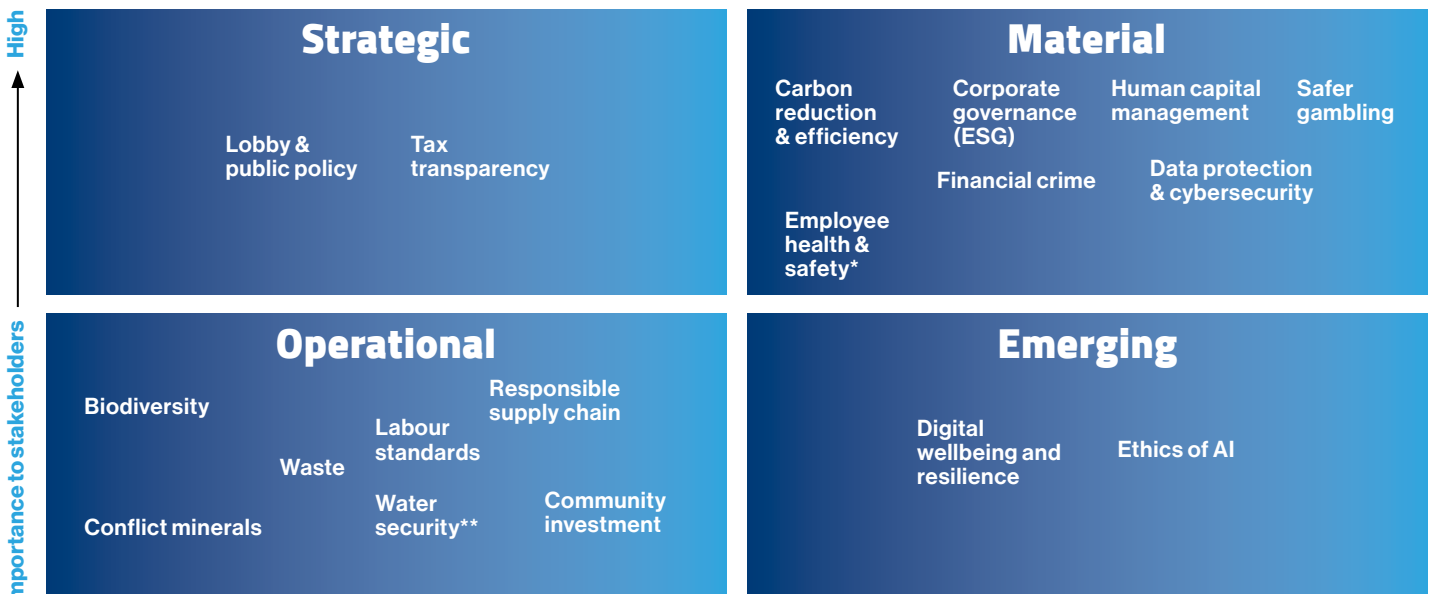 High
Importance to stakeholders
Strategic
Lobby &
public policy
Tax
transparency
Material
Carbon
reduction
& efficiency
Corporate
governance
(ESG)
Human capital
management
Safer
gambling
Financial crime
Data protection
& cybersecurity
Employee
health &
safety*
Operational
Biodiversity
Responsible
supply chain
Labour
standards
Waste
Water
security**
Community
investment
Conflict minerals
Emerging
Digital
wellbeing and
resilience
Ethics of AI